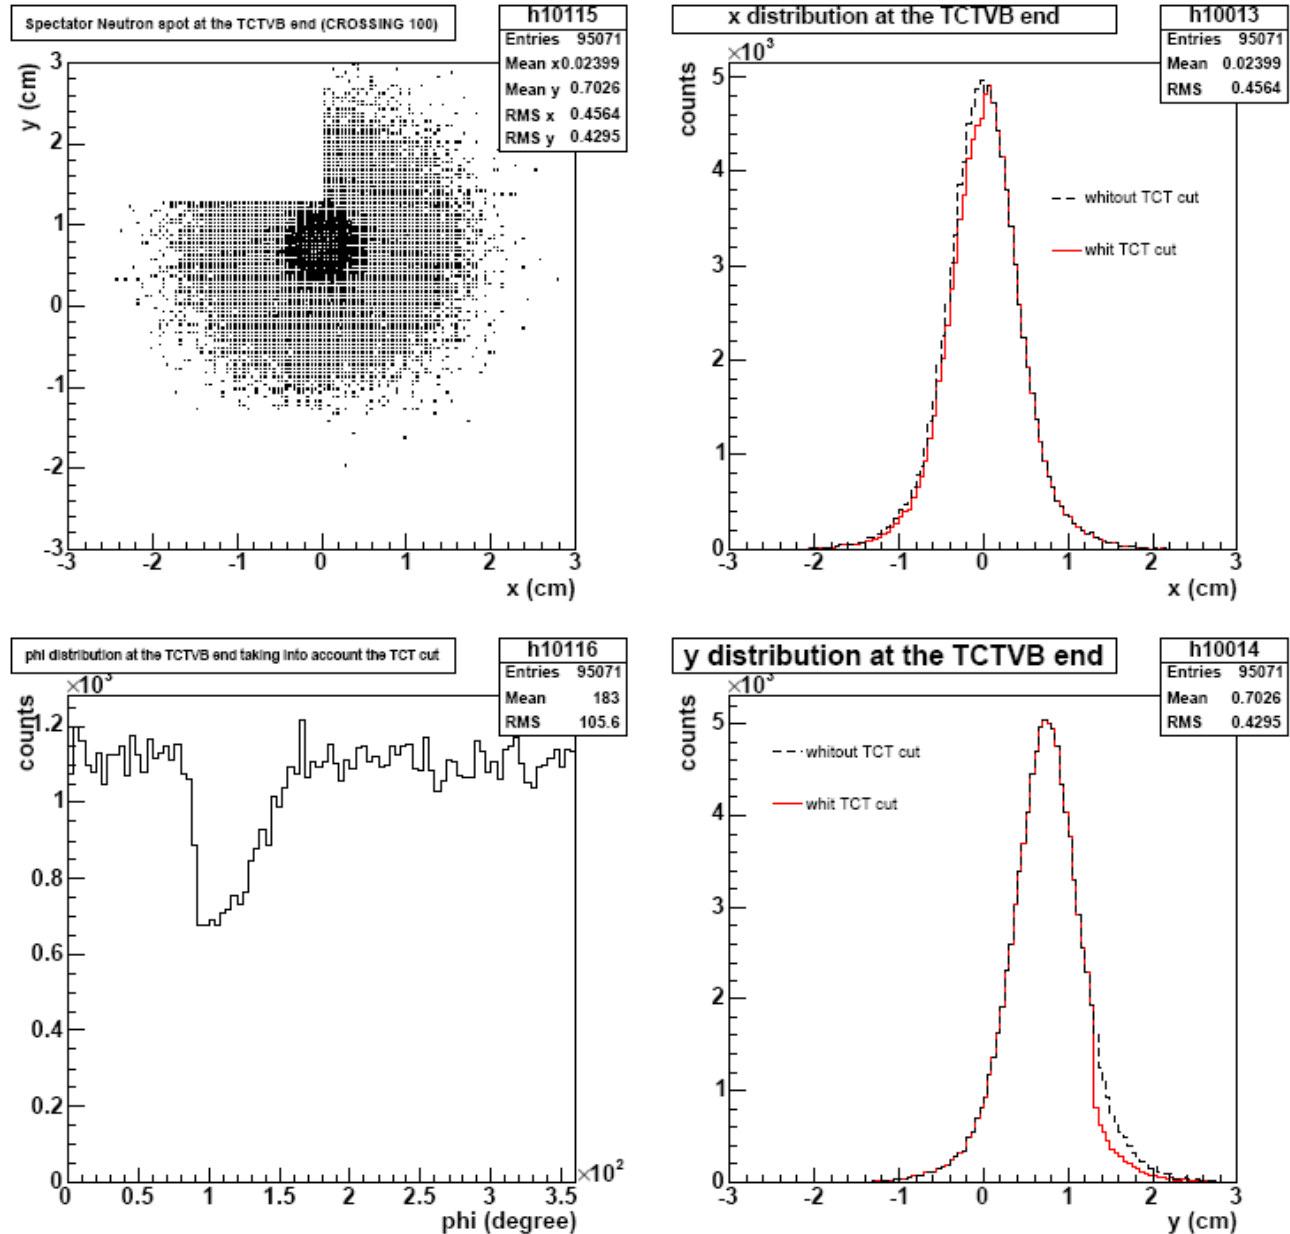 Spectator Neutron spot at the TCTVB end (CROSSING 100)
h10115
Entries 95071
Mean x 0.02399
Mean y 0.7026
RMS x 0.4564
RMS y 0.4295
y (cm)
3
2
1
0
-1
-2
-3
-3 -2 -1 0 1 2 3
x (cm)
x distribution at the TCTVB end
h10013
Entries 95071
Mean 0.02399
RMS 0.4564
×10³
counts
5
4
3
2
1
0
whitout TCT cut
whit TCT cut
-3 -2 -1 0 1 2 3
x (cm)
phi distribution at the TCTVB end taking into account the TCT cut
h10116
Entries 95071
Mean 183
RMS 105.6
×10³
counts
1.2
1
0.8
0.6
0.4
0.2
0
0 0.5 1 1.5 2 2.5 3 3.5
×10²
phi (degree)
y distribution at the TCTVB end
h10014
Entries 95071
Mean 0.7026
RMS 0.4295
×10³
counts
5
4
3
2
1
0
whitout TCT cut
whit TCT cut
-3 -2 -1 0 1 2 3
y (cm)